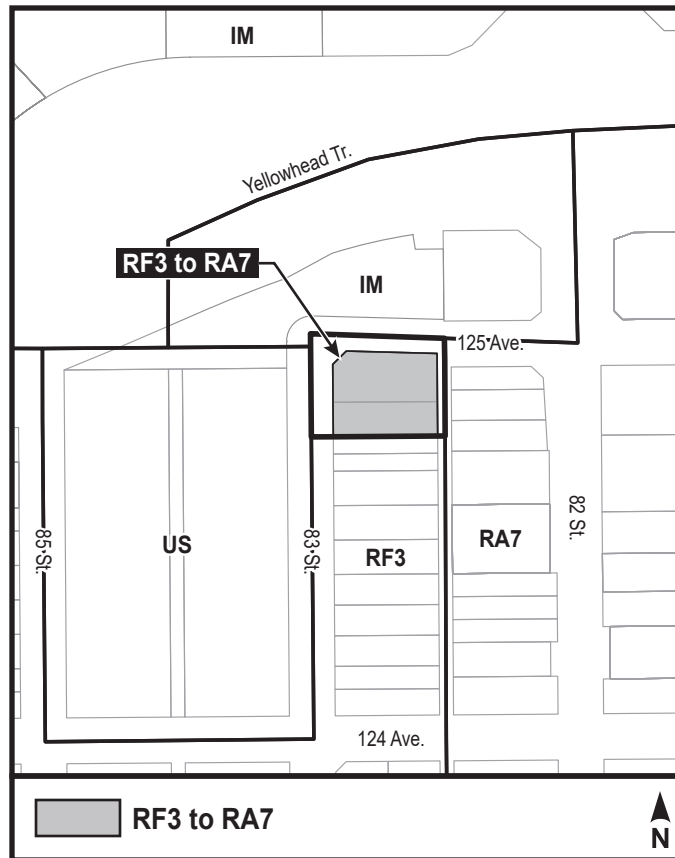 IM
Yellowhead Tr.
RF3 to RA7
IM
125 Ave.
85 St.
US
83 St.
RF3
RA7
82 St.
124 Ave.
RF3 to RA7
N